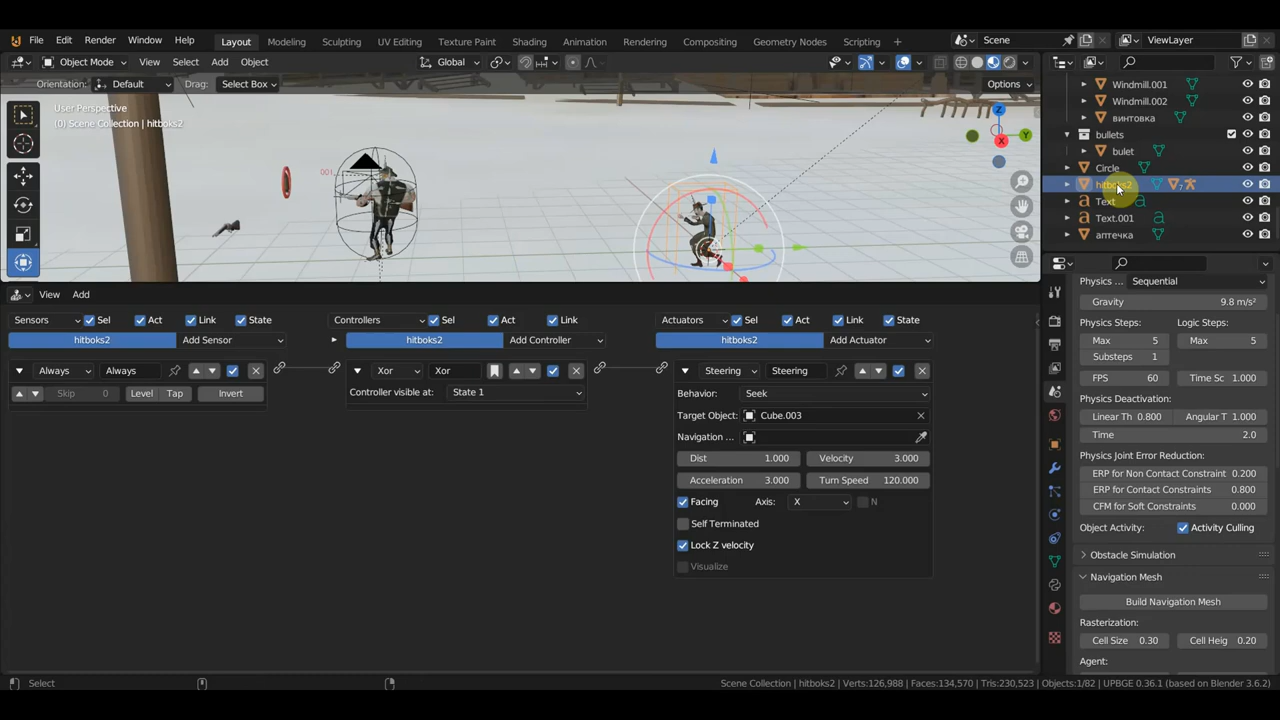 File Edit Render Window Help Layout Modeling Sculpting UV Editing Texture Paint Shading Animation Rendering Compositing Geometry Nodes Scripting + Scene ViewLayer
Object Mode View Select Add Object Global
Orientation: Default Drag: Select Box Options
User Perspective
(0) Scene Collection | hitboks2
001
Z
Y
X
Windmill.001
Windmill.002
винтовка
bullets
bulet
Circle
hitboks2
Text
Text.001
аптечка
View Add
Sensors Sel Act Link State Controllers Sel Act Link Actuators Sel Act Link State
hitboks2 Add Sensor hitboks2 Add Controller hitboks2 Add Actuator
Always Always Xor Xor Steering Steering
Skip 0 Level Tap Invert Controller visible at: State 1 Behavior: Seek
Target Object: Cube.003
Navigation ...
Dist 1.000 Velocity 3.000
Acceleration 3.000 Turn Speed 120.000
Facing Axis: X N
Self Terminated
Lock Z velocity
Visualize
Physics ... Sequential
Gravity 9.8 m/s²
Physics Steps: Logic Steps:
Max 5 Max 5
Substeps 1
FPS 60 Time Sc 1.000
Physics Deactivation:
Linear Th 0.800 Angular T 1.000
Time 2.0
Physics Joint Error Reduction:
ERP for Non Contact Constraint 0.200
ERP for Contact Constraints 0.800
CFM for Soft Constraints 0.000
Object Activity: Activity Culling
Obstacle Simulation
Navigation Mesh
Build Navigation Mesh
Rasterization:
Cell Size 0.30 Cell Heig 0.20
Agent:
Select Scene Collection | hitboks2 | Verts:126,988 | Faces:134,570 | Tris:230,523 | Objects:1/82 | UPBGE 0.36.1 (based on Blender 3.6.2)